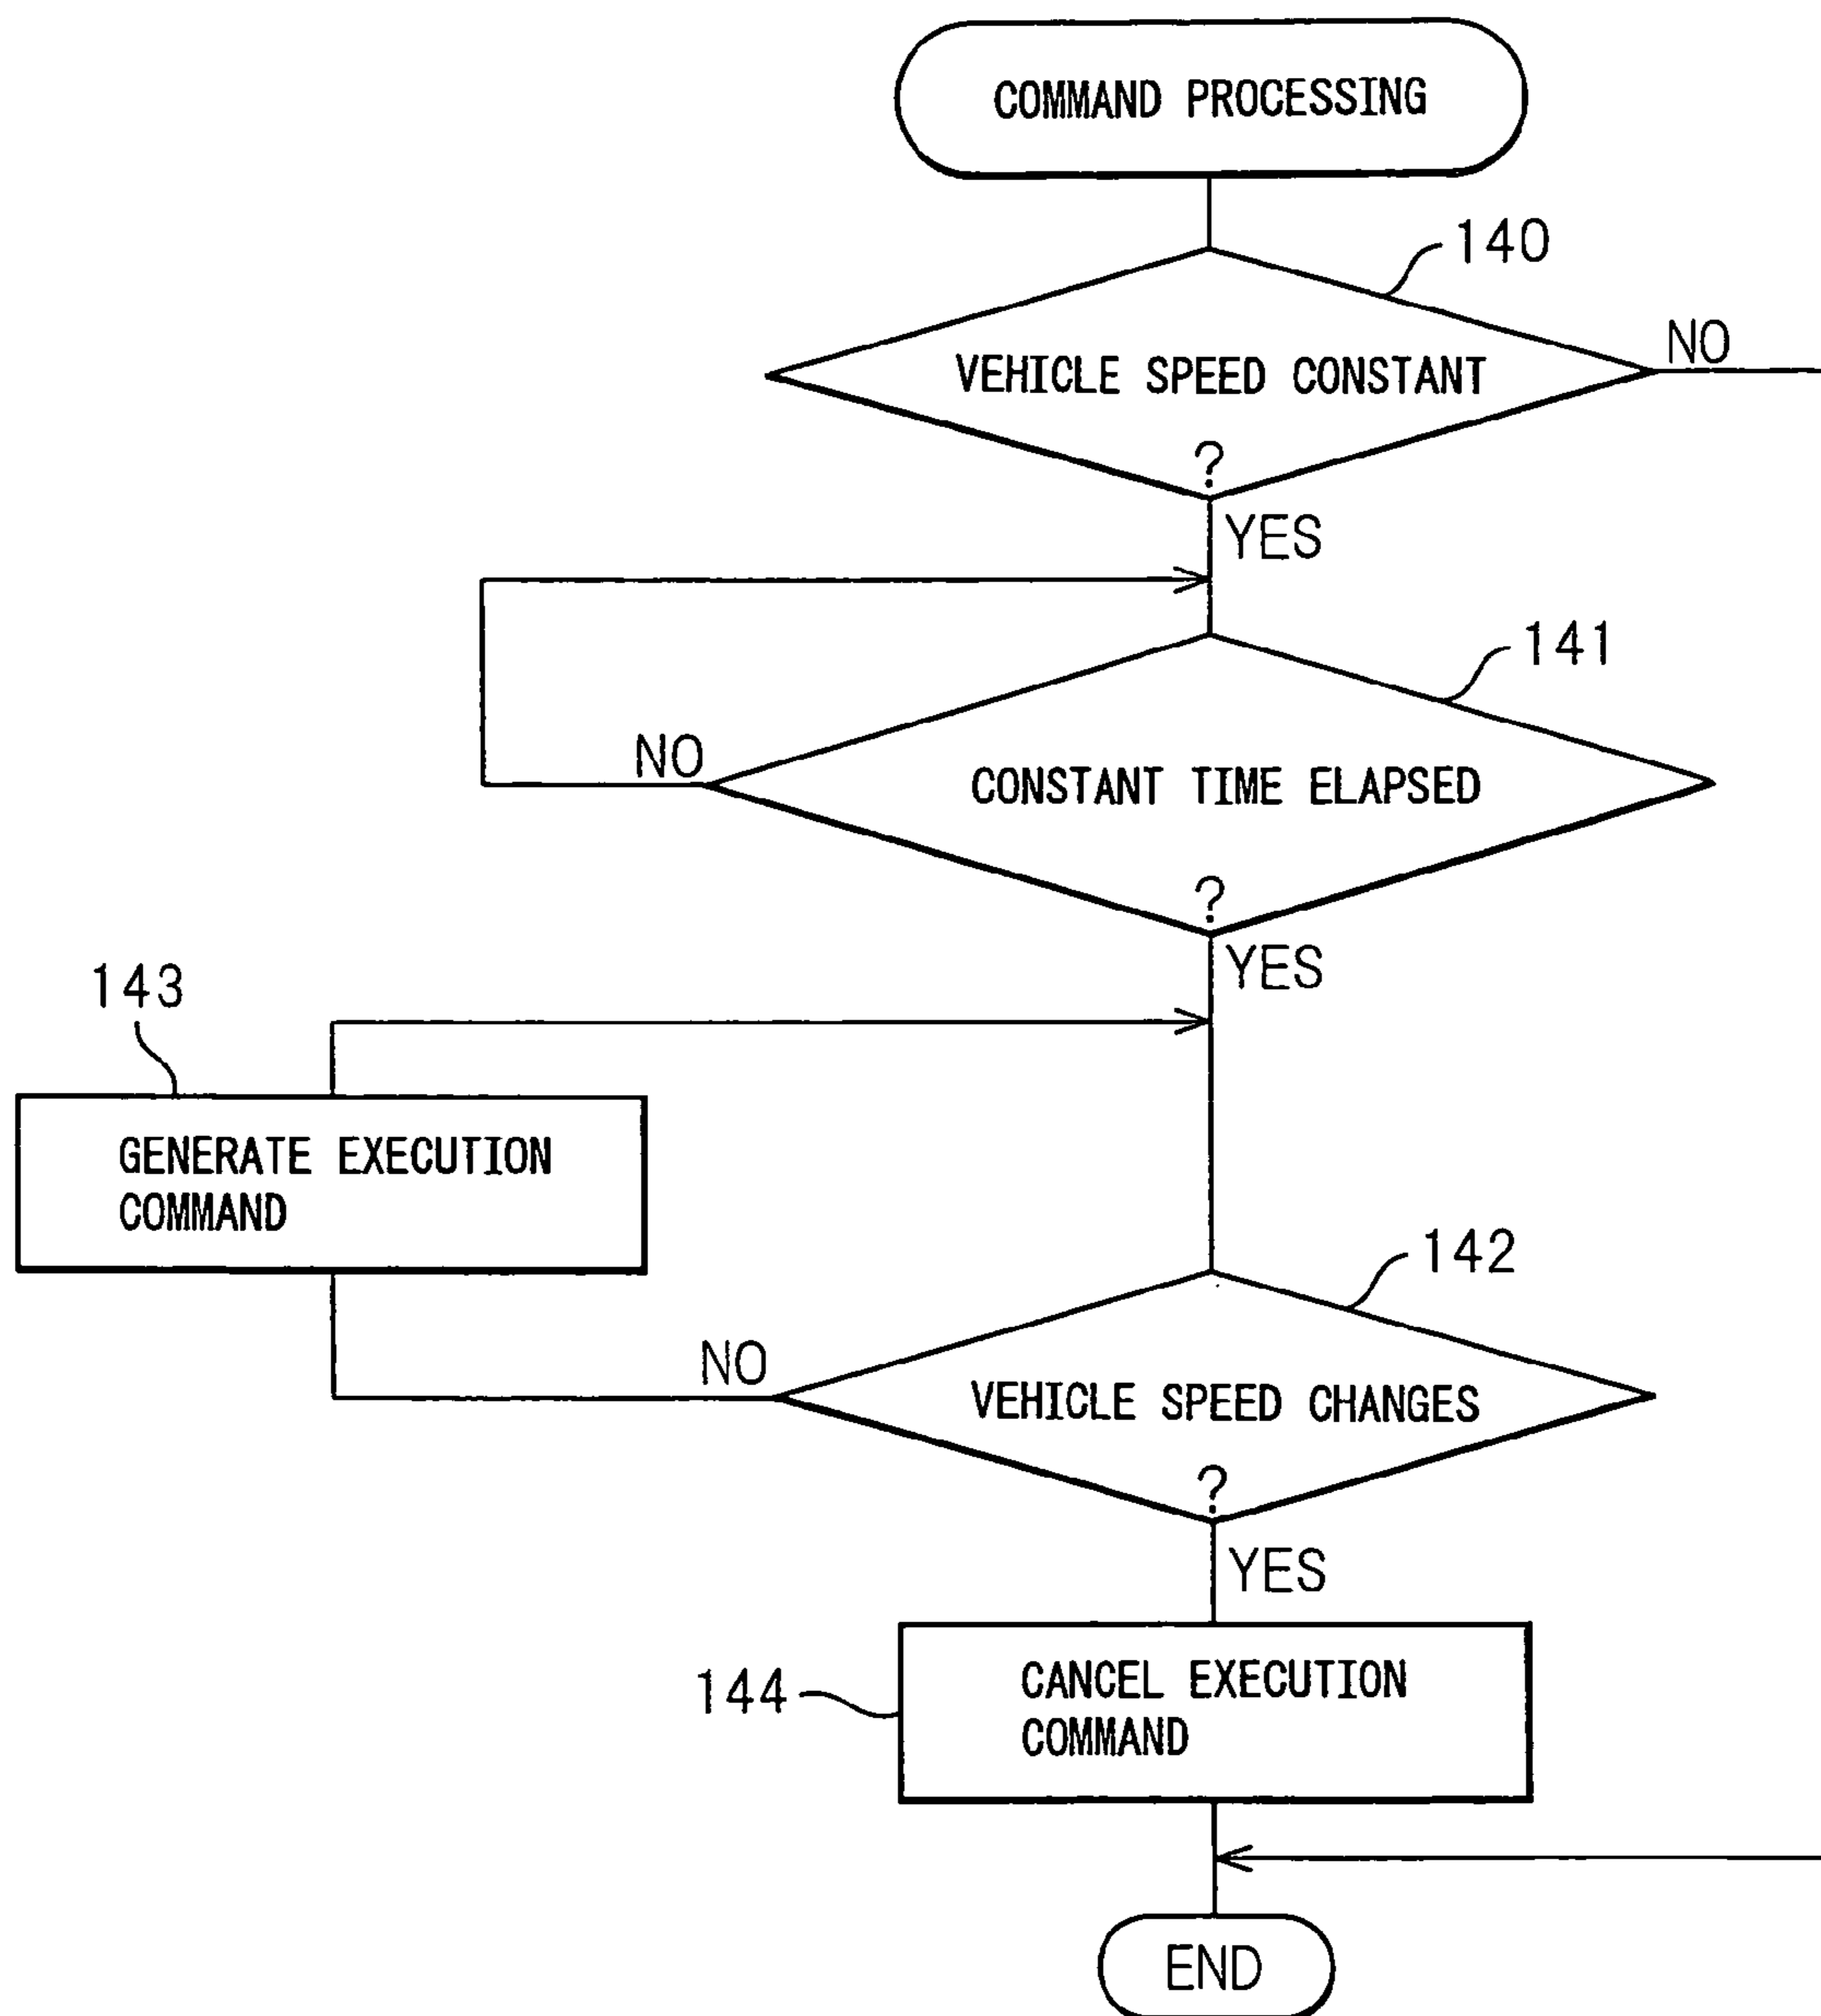 COMMAND PROCESSING
140
VEHICLE SPEED CONSTANT
NO
?
YES
141
NO
CONSTANT TIME ELAPSED
?
YES
143
GENERATE EXECUTION
COMMAND
142
NO
VEHICLE SPEED CHANGES
?
YES
144
CANCEL EXECUTION
COMMAND
END